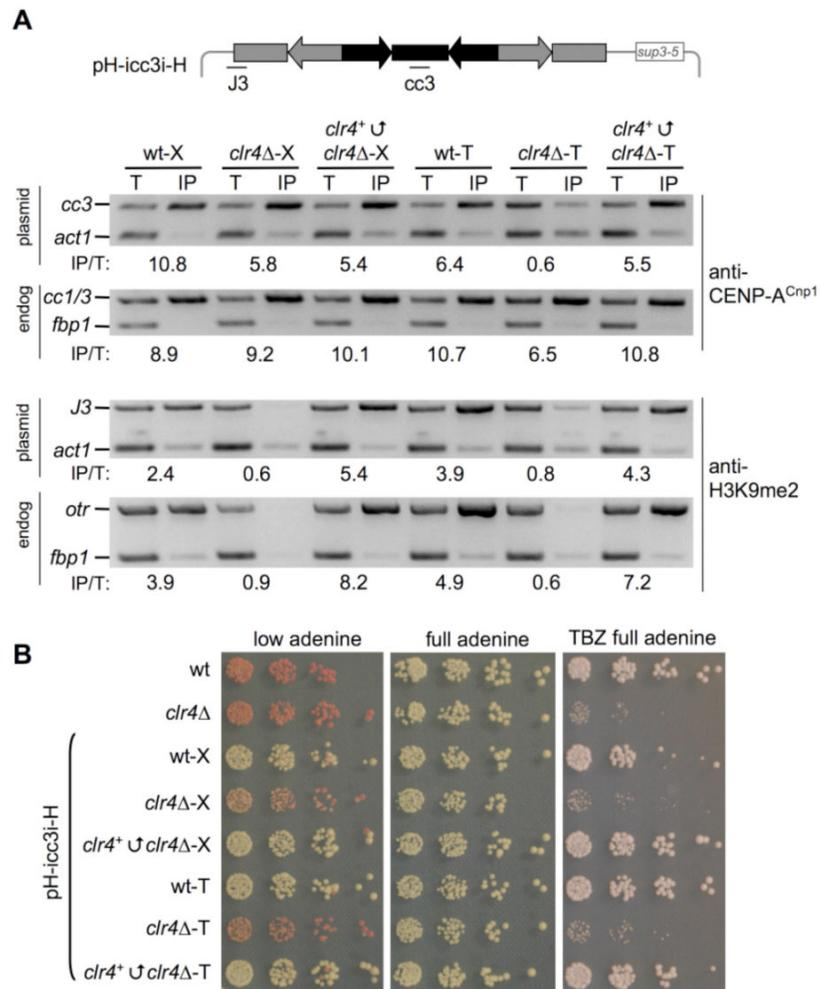 A
pH-icc3i-H
sup3-5
J3
cc3
clr4⁺ ↺
clr4⁺ ↺
wt-X
clr4Δ-X
clr4Δ-X
wt-T
clr4Δ-T
clr4Δ-T
T IP T IP T IP T IP T IP T IP
plasmid
cc3
act1
IP/T: 10.8 5.8 5.4 6.4 0.6 5.5
endog
cc1/3
fbp1
IP/T: 8.9 9.2 10.1 10.7 6.5 10.8
anti-
CENP-A^Cnp1
plasmid
J3
act1
IP/T: 2.4 0.6 5.4 3.9 0.8 4.3
endog
otr
fbp1
IP/T: 3.9 0.9 8.2 4.9 0.6 7.2
anti-
H3K9me2
B
low adenine
full adenine
TBZ full adenine
wt
clr4Δ
pH-icc3i-H
wt-X
clr4Δ-X
clr4⁺ ↺ clr4Δ-X
wt-T
clr4Δ-T
clr4⁺ ↺ clr4Δ-T